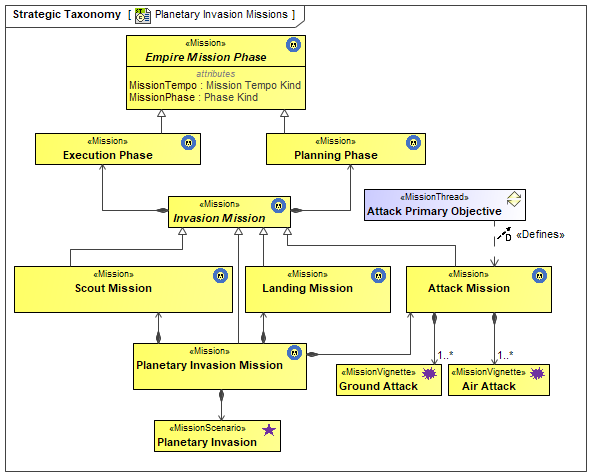 Strategic Taxonomy [ Planetary Invasion Missions ]
«Mission»
Empire Mission Phase
attributes
MissionTempo : Mission Tempo Kind
MissionPhase : Phase Kind
«Mission»
Execution Phase
«Mission»
Planning Phase
«Mission»
Invasion Mission
«MissionThread»
Attack Primary Objective
«Defines»
«Mission»
Scout Mission
«Mission»
Landing Mission
«Mission»
Attack Mission
«Mission»
Planetary Invasion Mission
1..*
1..*
«MissionVignette»
Ground Attack
«MissionVignette»
Air Attack
«MissionScenario»
Planetary Invasion